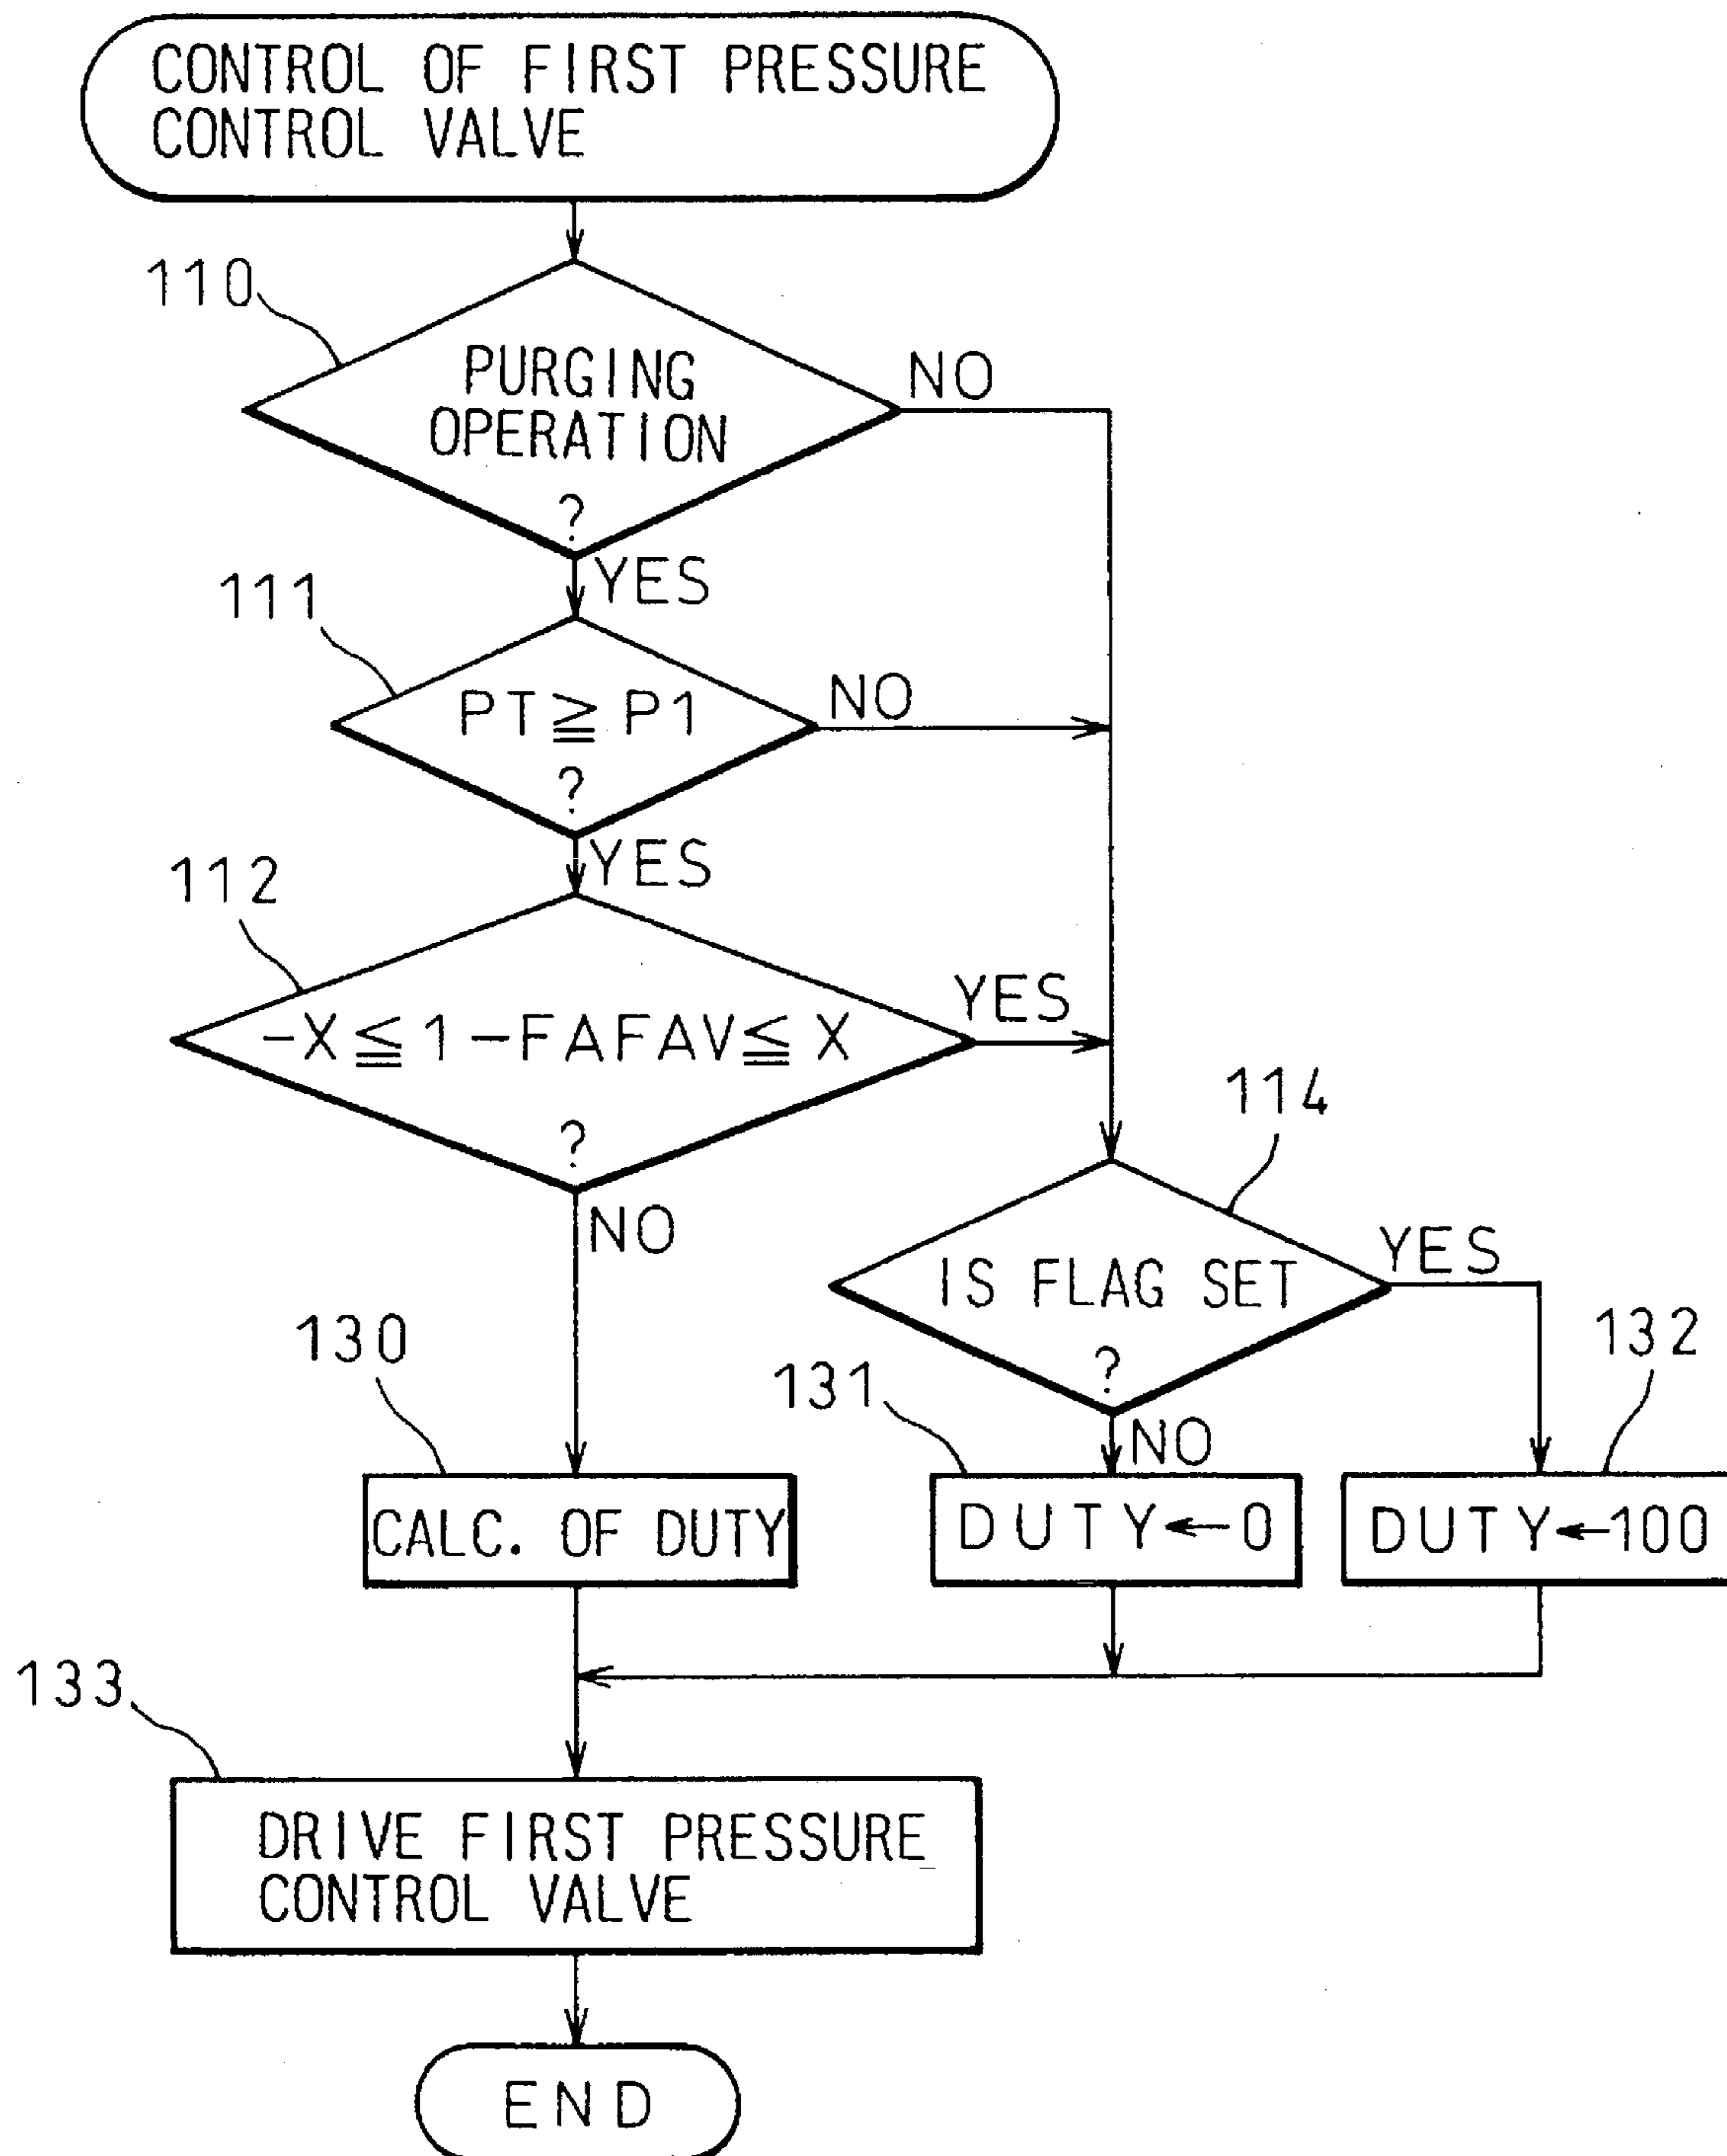 CONTROL OF FIRST PRESSURE
CONTROL VALVE
110
PURGING
OPERATION
?
NO
YES
111
PT≧P1
?
NO
YES
112
-X≦1-FAFAV≦X
?
YES
NO
114
IS FLAG SET
?
YES
NO
130
CALC. OF DUTY
131
DUTY←0
132
DUTY←100
133
DRIVE FIRST PRESSURE
CONTROL VALVE
END